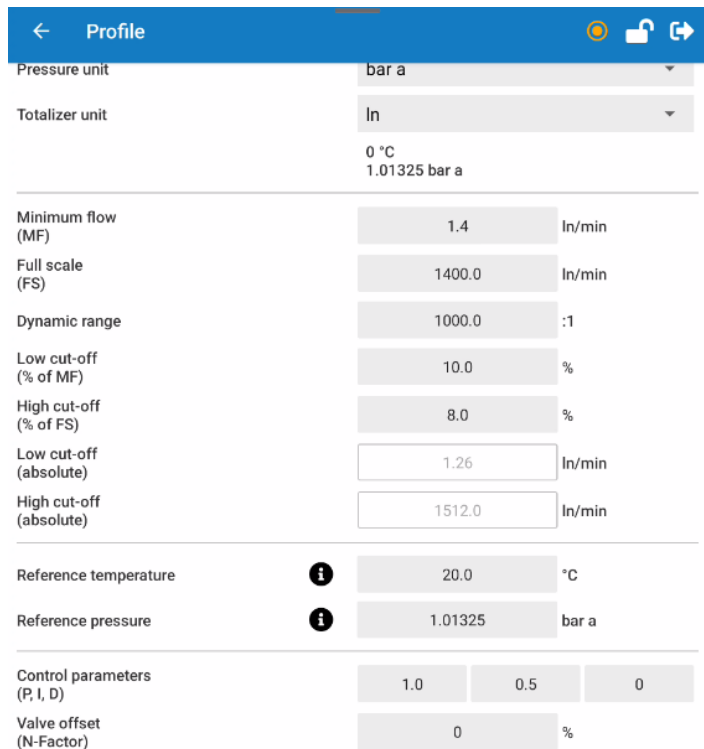 Profile
Pressure unit bar a
Totalizer unit ln
0 °C
1.01325 bar a
Minimum flow
(MF) 1.4 ln/min
Full scale
(FS) 1400.0 ln/min
Dynamic range 1000.0 :1
Low cut-off
(% of MF) 10.0 %
High cut-off
(% of FS) 8.0 %
Low cut-off
(absolute) 1.26 ln/min
High cut-off
(absolute) 1512.0 ln/min
Reference temperature 20.0 °C
Reference pressure 1.01325 bar a
Control parameters
(P, I, D) 1.0 0.5 0
Valve offset
(N-Factor) 0 %